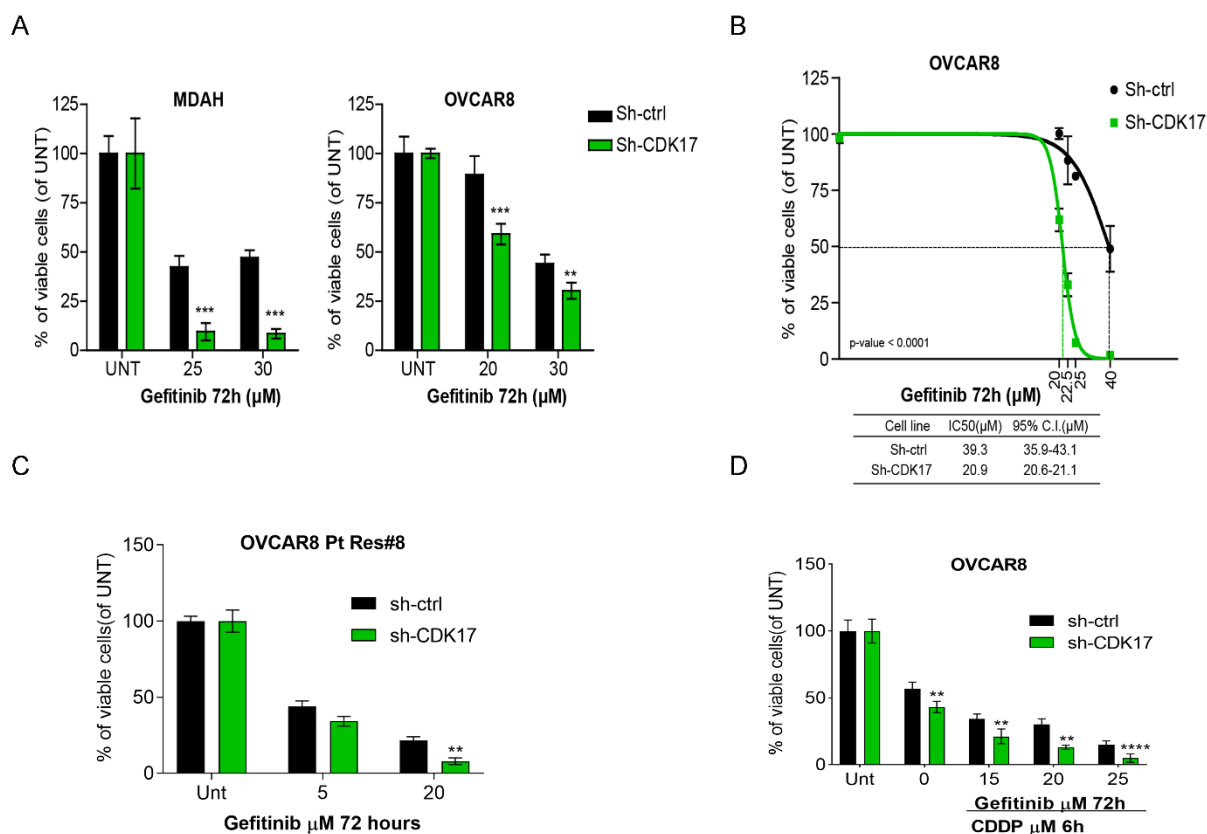 A
MDAH
125
100
75
50
25
0
% of viable cells (of UNT)
***
***
UNT
25
30
Gefitinib 72h (µM)
OVCAR8
125
100
75
50
25
0
% of viable cells (of UNT)
***
**
UNT
20
30
Gefitinib 72h (µM)
Sh-ctrl
Sh-CDK17
B
OVCAR8
Sh-ctrl
Sh-CDK17
125
100
75
50
25
0
% of viable cells (of UNT)
p-value < 0.0001
20
22.5
25
40
Gefitinib 72h (µM)
Cell line IC50(µM) 95% C.I.(µM)
Sh-ctrl 39.3 35.9-43.1
Sh-CDK17 20.9 20.6-21.1
C
OVCAR8 Pt Res#8
sh-ctrl
sh-CDK17
150
100
50
0
% of viable cells(of UNT)
**
Unt
5
20
Gefitinib µM 72 hours
D
OVCAR8
sh-ctrl
sh-CDK17
150
100
50
0
% of viable cells(of UNT)
**
**
**
****
Unt
0
15
20
25
Gefitinib µM 72h
CDDP µM 6h